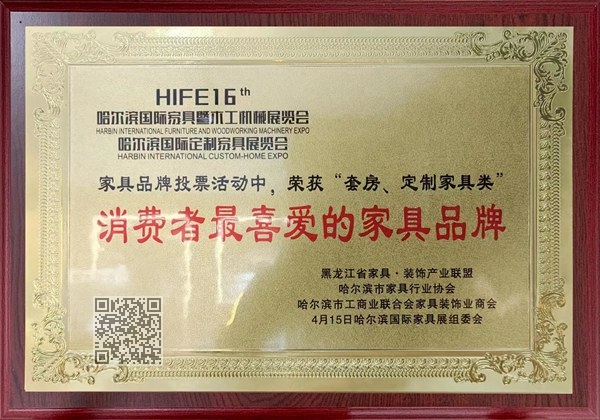 HIFE16th
哈尔滨国际家具暨木工机械展览会
HARBIN INTERNATIONAL FURNITURE AND WOODWORKING MACHINERY EXPO
哈尔滨国际定制家具展览会
HARBIN INTERNATIONAL CUSTOM-HOME EXPO
家具品牌投票活动中，荣获“套房、定制家具类”
消费者最喜爱的家具品牌
黑龙江省家具·装饰产业联盟
哈尔滨市家具行业协会
哈尔滨市工商业联合会家具装饰业商会
4月15日哈尔滨国际家具展组委会